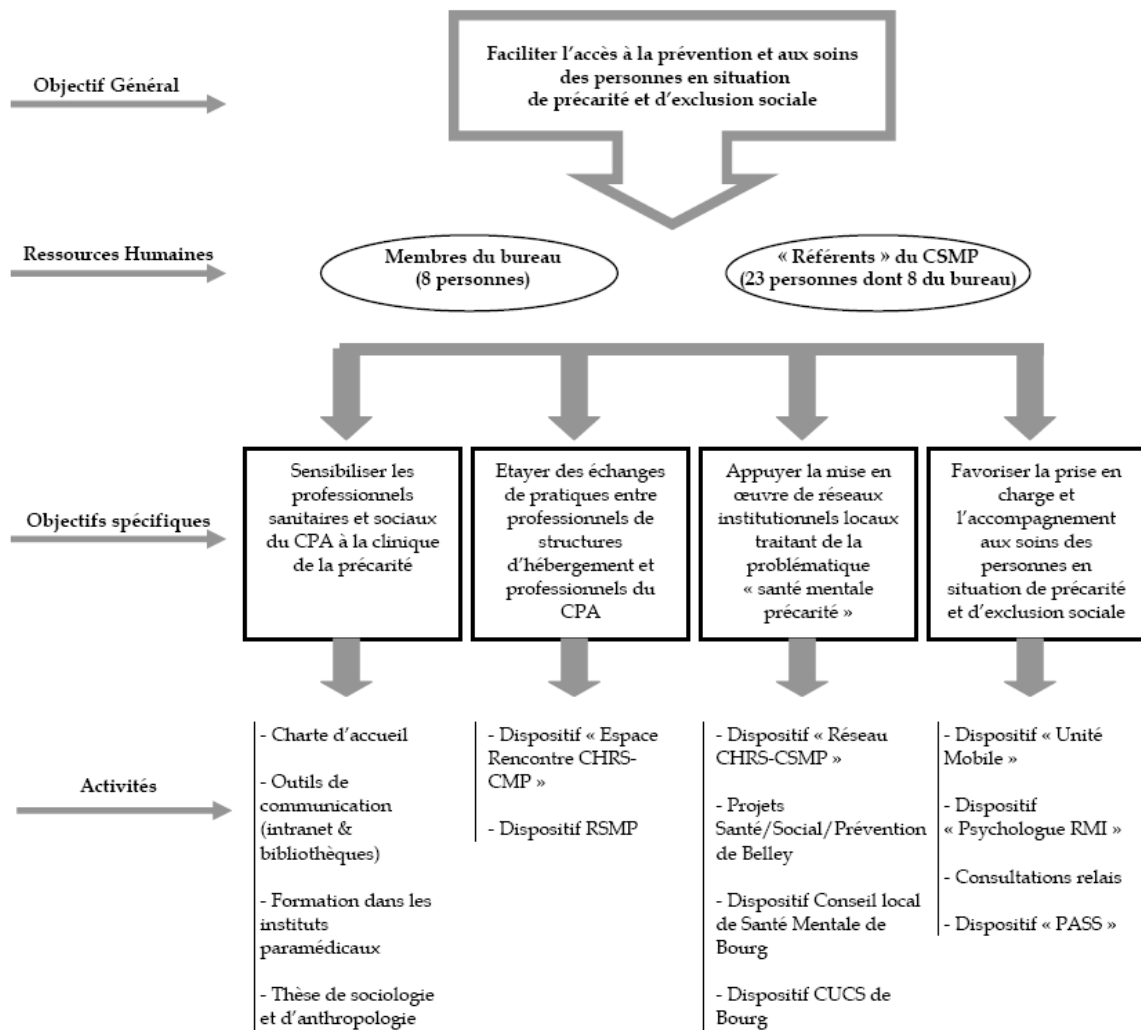 Faciliter l'accès à la prévention et aux soins
des personnes en situation
de précarité et d'exclusion sociale
Objectif Général
Ressources Humaines
Membres du bureau
(8 personnes)
« Référents » du CSMP
(23 personnes dont 8 du bureau)
Objectifs spécifiques
Sensibiliser les
professionnels
sanitaires et sociaux
du CPA à la clinique
de la précarité
Etayer des échanges
de pratiques entre
professionnels de
structures
d'hébergement et
professionnels du
CPA
Appuyer la mise en
œuvre de réseaux
institutionnels locaux
traitant de la
problématique
« santé mentale
précarité »
Favoriser la prise en
charge et
l'accompagnement
aux soins des
personnes en
situation de précarité
et d'exclusion sociale
Activités
- Charte d'accueil
- Outils de
communication
(intranet &
bibliothèques)
- Formation dans les
instituts
paramédicaux
- Thèse de sociologie
et d'anthropologie
- Dispositif « Espace
Rencontre CHRS-
CMP »
- Dispositif RSMP
- Dispositif « Réseau
CHRS-CSMP »
- Projets
Santé/Social/Prévention
de Belley
- Dispositif Conseil local
de Santé Mentale de
Bourg
- Dispositif CUCS de
Bourg
- Dispositif « Unité
Mobile »
- Dispositif
« Psychologue RMI »
- Consultations relais
- Dispositif « PASS »